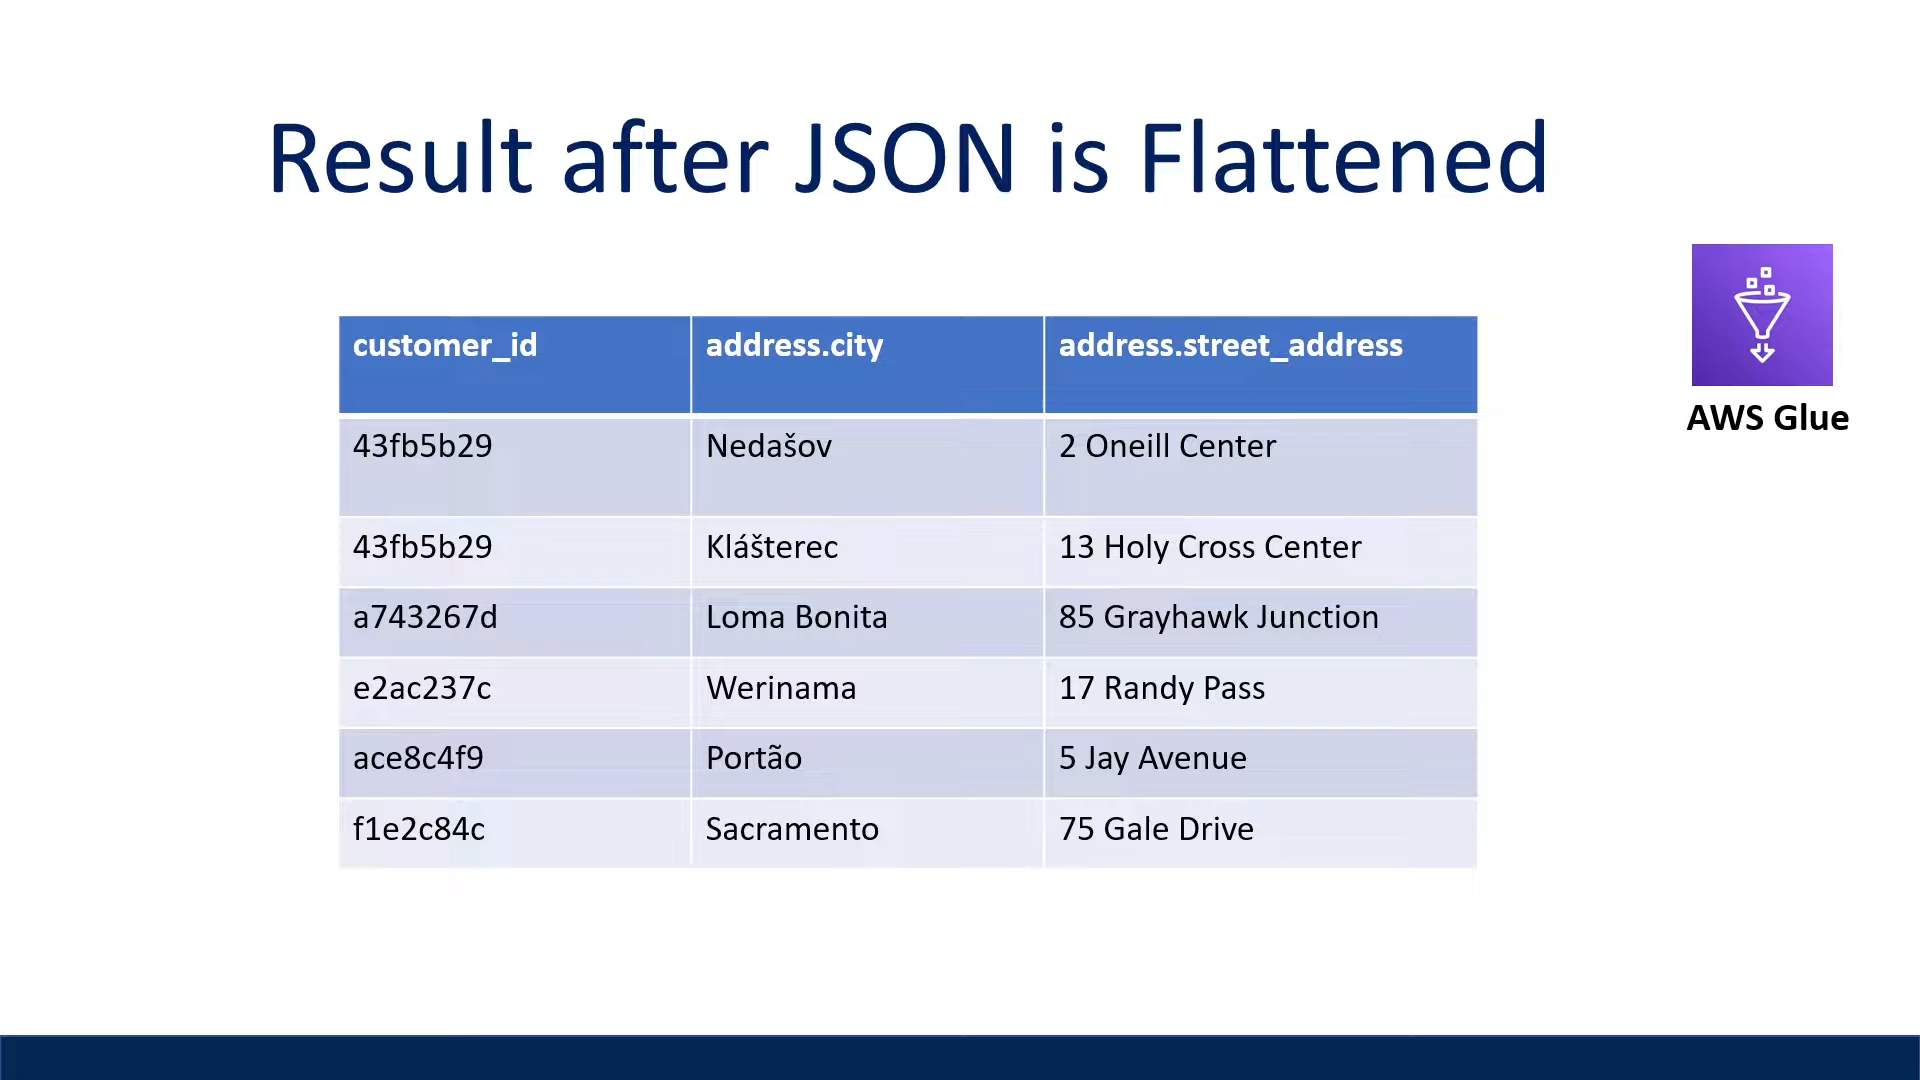 Result after JSON is Flattened
customer_id address.city address.street_address
43fb5b29 Nedašov 2 Oneill Center
43fb5b29 Klášterec 13 Holy Cross Center
a743267d Loma Bonita 85 Grayhawk Junction
e2ac237c Werinama 17 Randy Pass
ace8c4f9 Portão 5 Jay Avenue
f1e2c84c Sacramento 75 Gale Drive
AWS Glue